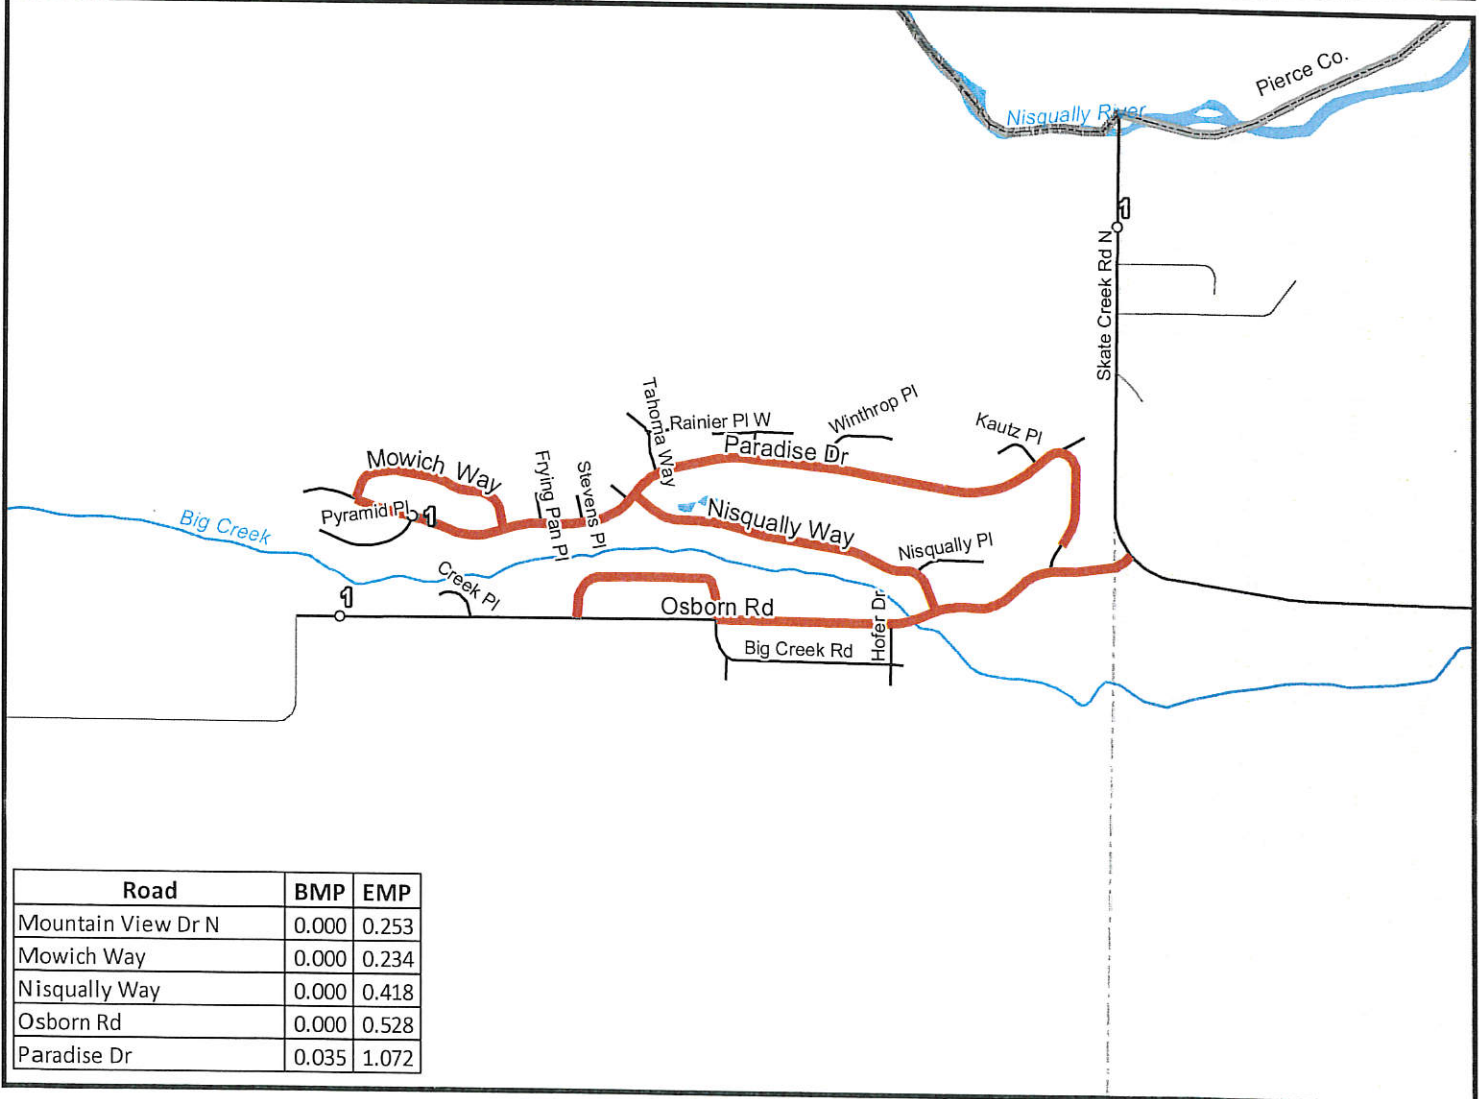 Pierce Co.
Nisqually River
1
Skate Creek Rd N
Tahoma Way
Rainier Pl W
Winthrop Pl
Kautz Pl
Paradise Dr
Mowich Way
Frying Pan Pl
Stevens Pl
Pyramid Pl
1
Nisqually Way
Nisqually Pl
Big Creek
Creek Pl
1
Osborn Rd
Hofer Dr
Big Creek Rd
Road BMP EMP
Mountain View Dr N 0.000 0.253
Mowich Way 0.000 0.234
Nisqually Way 0.000 0.418
Osborn Rd 0.000 0.528
Paradise Dr 0.035 1.072